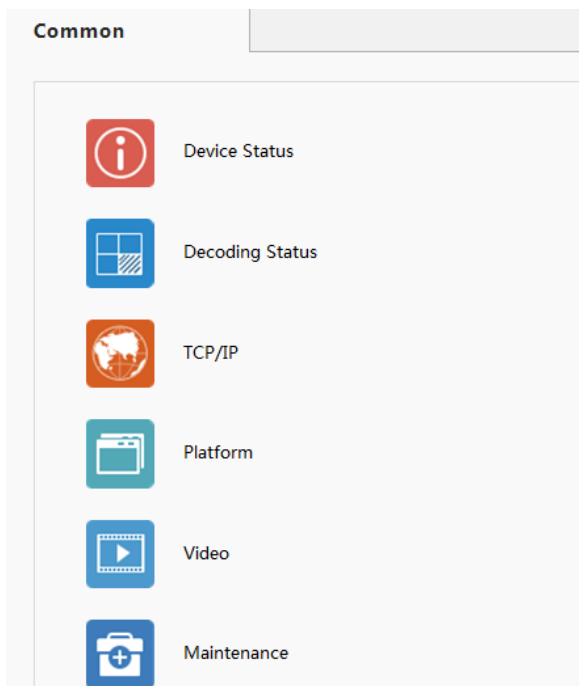 Common
Device Status
Decoding Status
TCP/IP
Platform
Video
Maintenance